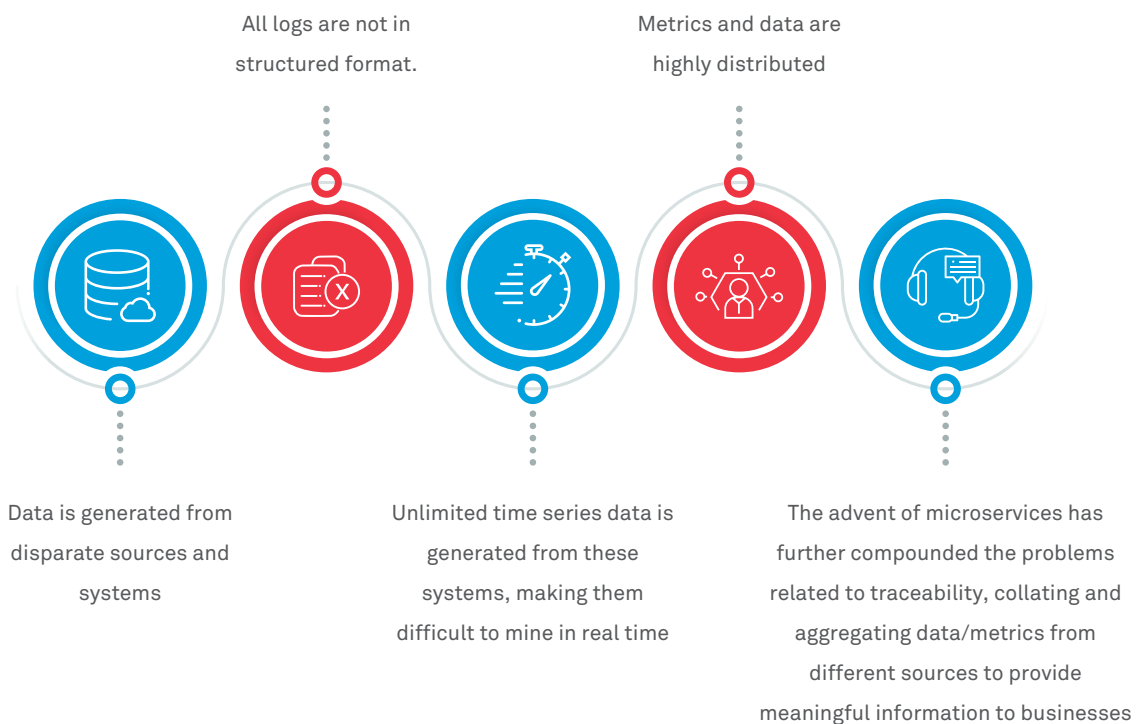 All logs are not in
structured format.
Metrics and data are
highly distributed
X
Data is generated from
disparate sources and
systems
Unlimited time series data is
generated from these
systems, making them
difficult to mine in real time
The advent of microservices has
further compounded the problems
related to traceability, collating and
aggregating data/metrics from
different sources to provide
meaningful information to businesses